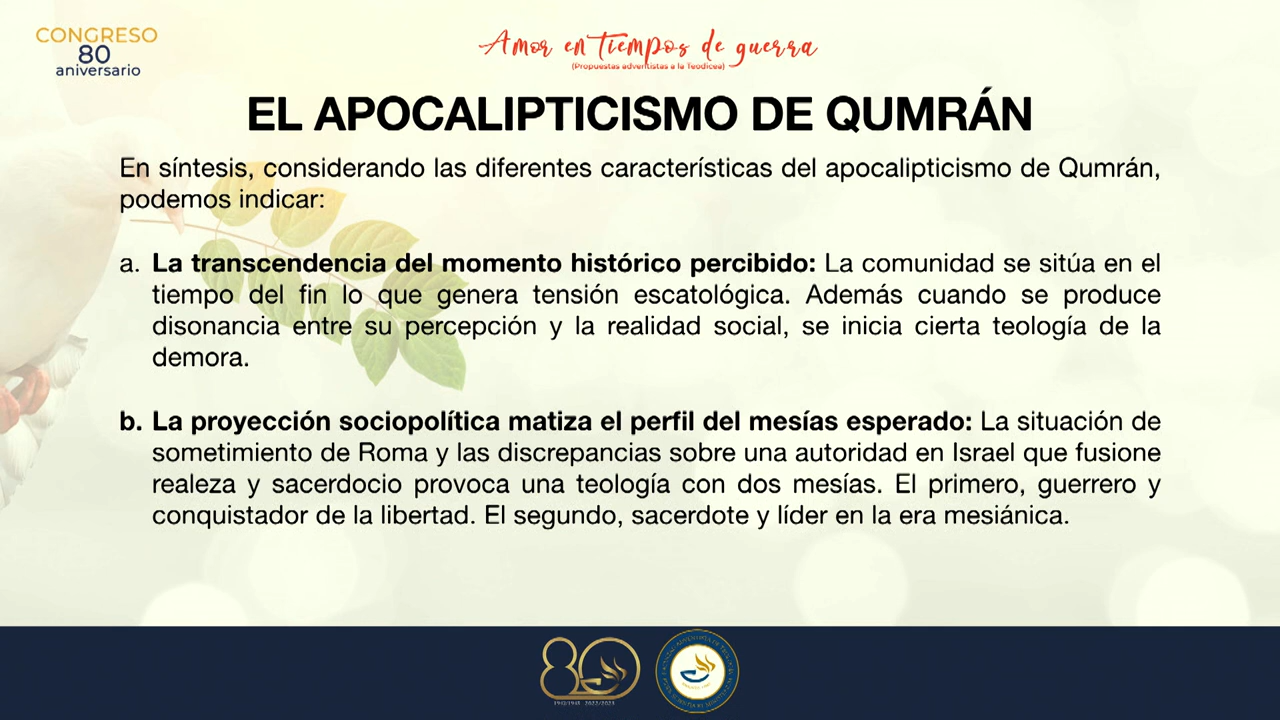 CONGRESO
80
aniversario
Amor en Tiempos de guerra
(Propuestas adventistas a la Teodicea)
EL APOCALIPTICISMO DE QUMRÁN
En síntesis, considerando las diferentes características del apocalipticismo de Qumrán,
podemos indicar:
a. La transcendencia del momento histórico percibido: La comunidad se sitúa en el
tiempo del fin lo que genera tensión escatológica. Además cuando se produce
disonancia entre su percepción y la realidad social, se inicia cierta teología de la
demora.
b. La proyección sociopolítica matiza el perfil del mesías esperado: La situación de
sometimiento de Roma y las discrepancias sobre una autoridad en Israel que fusione
realeza y sacerdocio provoca una teología con dos mesías. El primero, guerrero y
conquistador de la libertad. El segundo, sacerdote y líder en la era mesiánica.
80